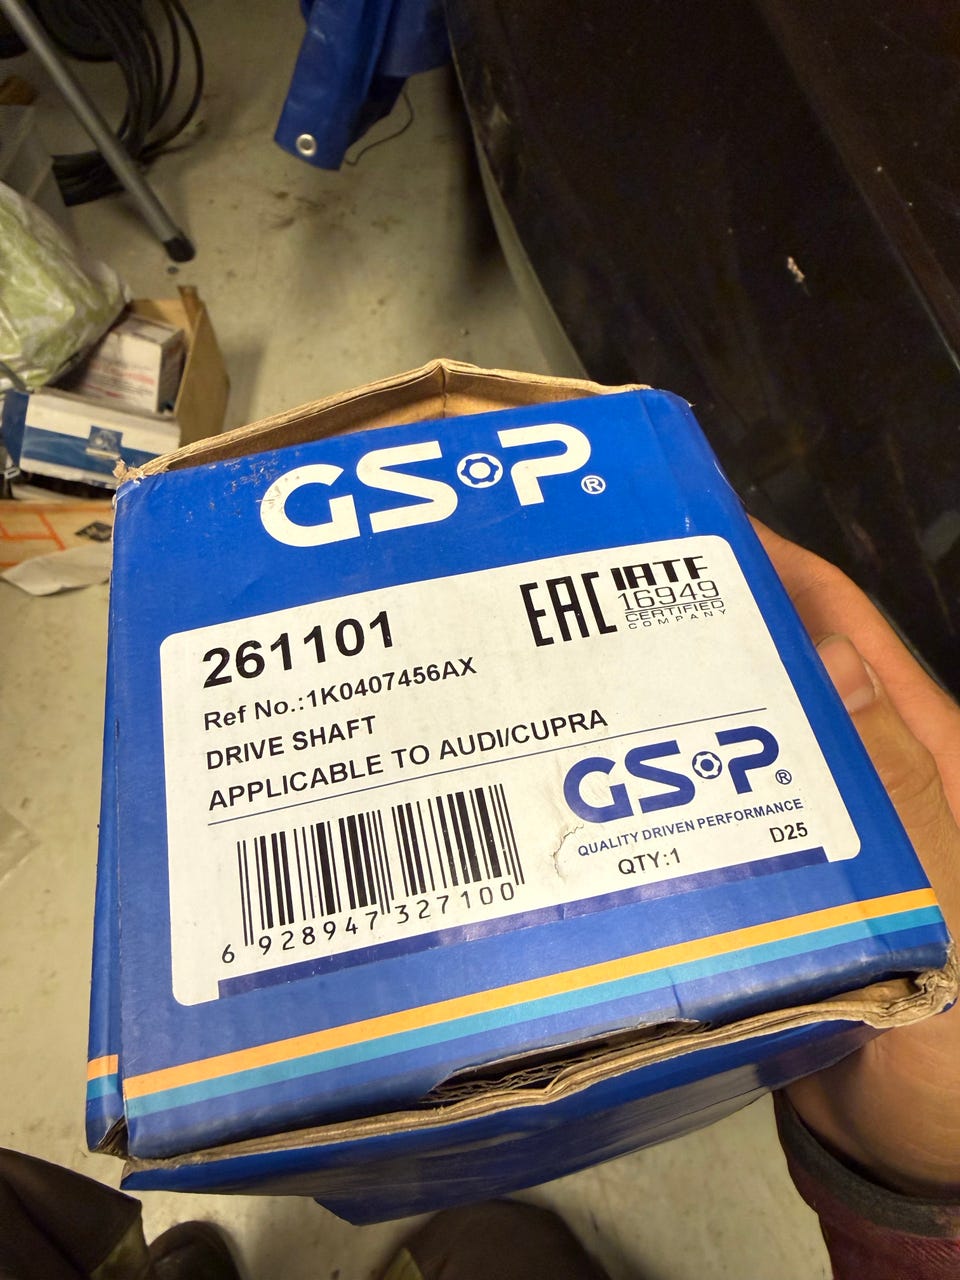 GSP®
EAC
IATF
16949
CERTIFIED
COMPANY
261101
Ref No.:1K0407456AX
DRIVE SHAFT
APPLICABLE TO AUDI/CUPRA
GSP®
QUALITY DRIVEN PERFORMANCE
QTY:1
D25
6 928947 327100